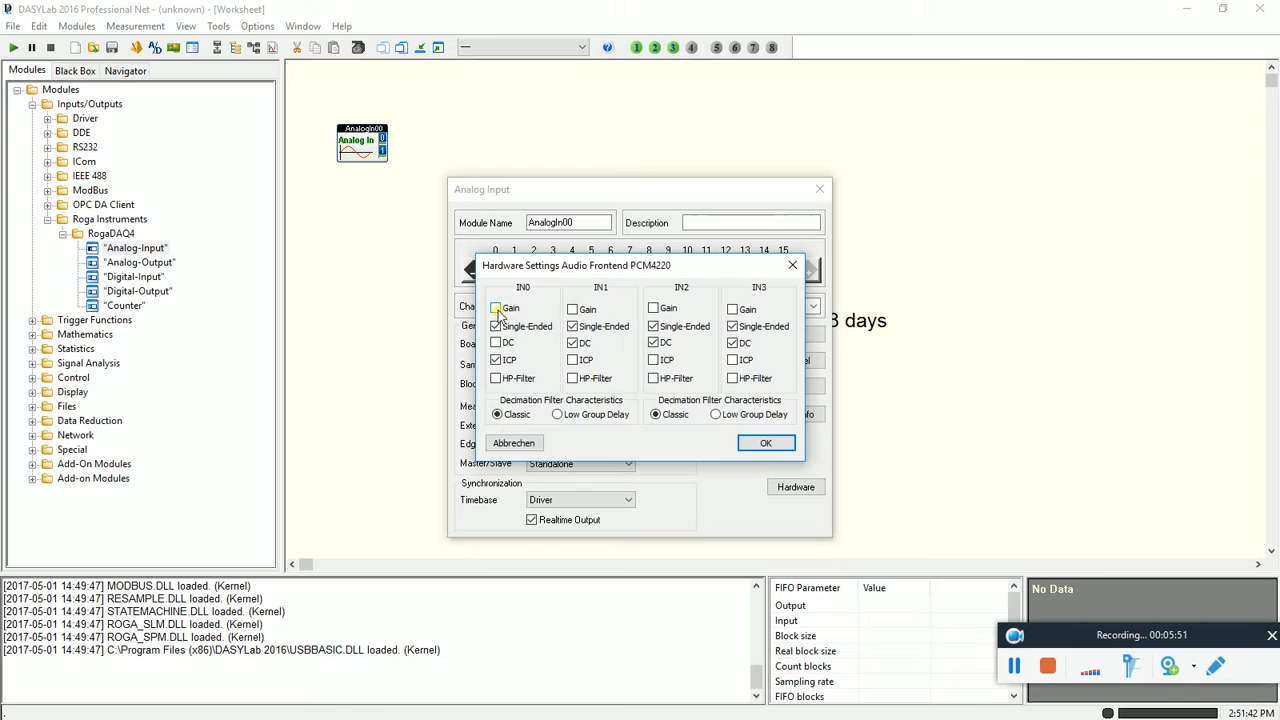 DASYLab 2016 Professional Net - (unknown) - [Worksheet]
File Edit Modules Measurement View Tools Options Window Help
1 2 3 4 5 6 7 8
Modules Black Box Navigator
Modules
Inputs/Outputs
Driver
DDE
RS232
ICom
IEEE 488
ModBus
OPC DA Client
Roga Instruments
RogaDAQ4
"Analog-Input"
"Analog-Output"
"Digital-Input"
"Digital-Output"
"Counter"
Trigger Functions
Mathematics
Statistics
Signal Analysis
Control
Display
Files
Data Reduction
Network
Special
Add-On Modules
Add-on Modules
AnalogIn00
Analog In 0
1
days
Analog Input
Module Name AnalogIn00 Description
0 1 2 3 4 5 6 7 8 9 10 11 12 13 14 15
Hardware Settings Audio Frontend PCM4220
IN0 IN1 IN2 IN3
Gain Gain Gain Gain
Single-Ended Single-Ended Single-Ended Single-Ended
DC DC DC DC
ICP ICP ICP ICP
HP-Filter HP-Filter HP-Filter HP-Filter
Decimation Filter Characteristics Decimation Filter Characteristics
Classic Low Group Delay Classic Low Group Delay
Abbrechen OK
Master/Slave Standalone
Synchronization
Timebase Driver
Realtime Output
Hardware
[2017-05-01 14:49:47] MODBUS.DLL loaded. (Kernel)
[2017-05-01 14:49:47] RESAMPLE.DLL loaded. (Kernel)
[2017-05-01 14:49:47] STATEMACHINE.DLL loaded. (Kernel)
[2017-05-01 14:49:47] ROGA_SLM.DLL loaded. (Kernel)
[2017-05-01 14:49:47] ROGA_SPM.DLL loaded. (Kernel)
[2017-05-01 14:49:47] C:\Program Files (x86)\DASYLab 2016\USBBASIC.DLL loaded. (Kernel)
FIFO Parameter Value
Output
Input
Block size
Real block size
Count blocks
Sampling rate
FIFO blocks
No Data
Recording... 00:05:51
2:51:42 PM